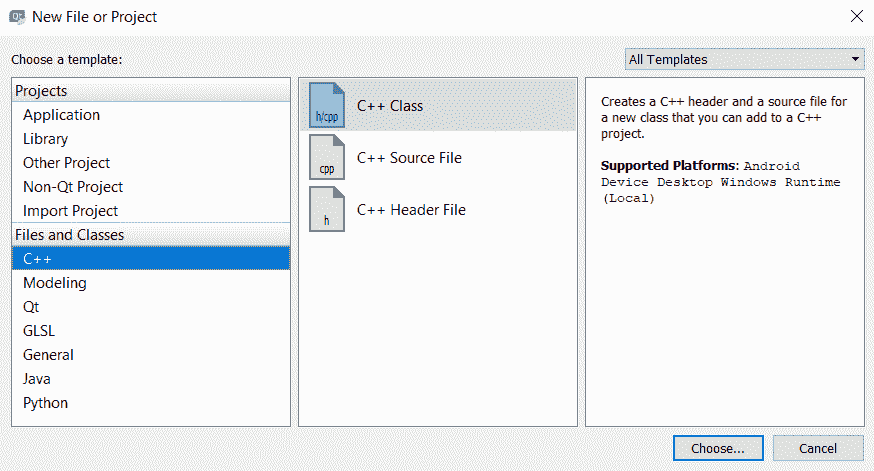 Qt
New File or Project
Choose a template:
All Templates
Projects
Application
Library
Other Project
Non-Qt Project
Import Project
Files and Classes
C++
Modeling
Qt
GLSL
General
Java
Python
h/cpp
C++ Class
cpp
C++ Source File
h
C++ Header File
Creates a C++ header and a source file for
a new class that you can add to a C++
project.
Supported Platforms: Android
Device Desktop Windows Runtime
(Local)
Choose...
Cancel